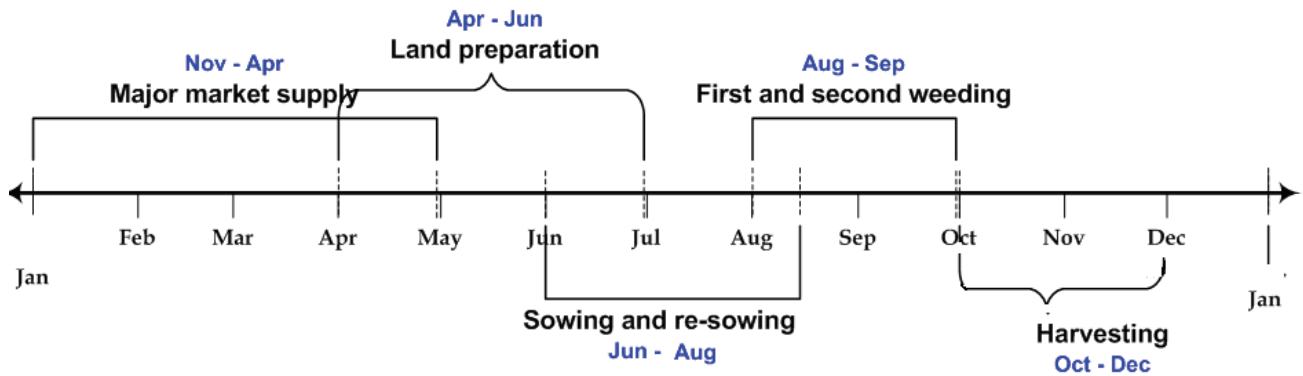 Apr - Jun
Land preparation
Nov - Apr
Major market supply
Aug - Sep
First and second weeding
Feb
Mar
Apr
May
Jun
Jul
Aug
Sep
Oct
Nov
Dec
Jan
Jan
Sowing and re-sowing
Jun - Aug
Harvesting
Oct - Dec